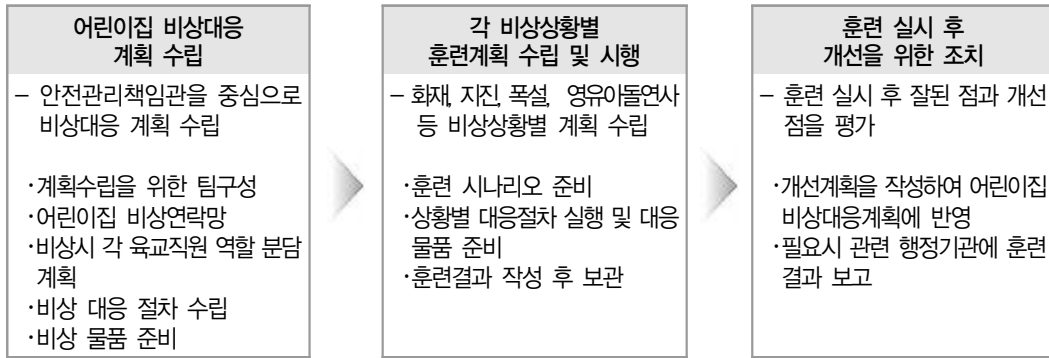 어린이집 비상대응
계획 수립
– 안전관리책임관을 중심으로
비상대응 계획 수립
·계획수립을 위한 팀구성
·어린이집 비상연락망
·비상시 각 육교직원 역할 분담
계획
·비상 대응 절차 수립
·비상 물품 준비
각 비상상황별
훈련계획 수립 및 시행
– 화재, 지진, 폭설, 영유아돌연사
등 비상상황별 계획 수립
·훈련 시나리오 준비
·상황별 대응절차 실행 및 대응
물품 준비
·훈련결과 작성 후 보관
훈련 실시 후
개선을 위한 조치
– 훈련 실시 후 잘된 점과 개선
점을 평가
·개선계획을 작성하여 어린이집
비상대응계획에 반영
·필요시 관련 행정기관에 훈련
결과 보고